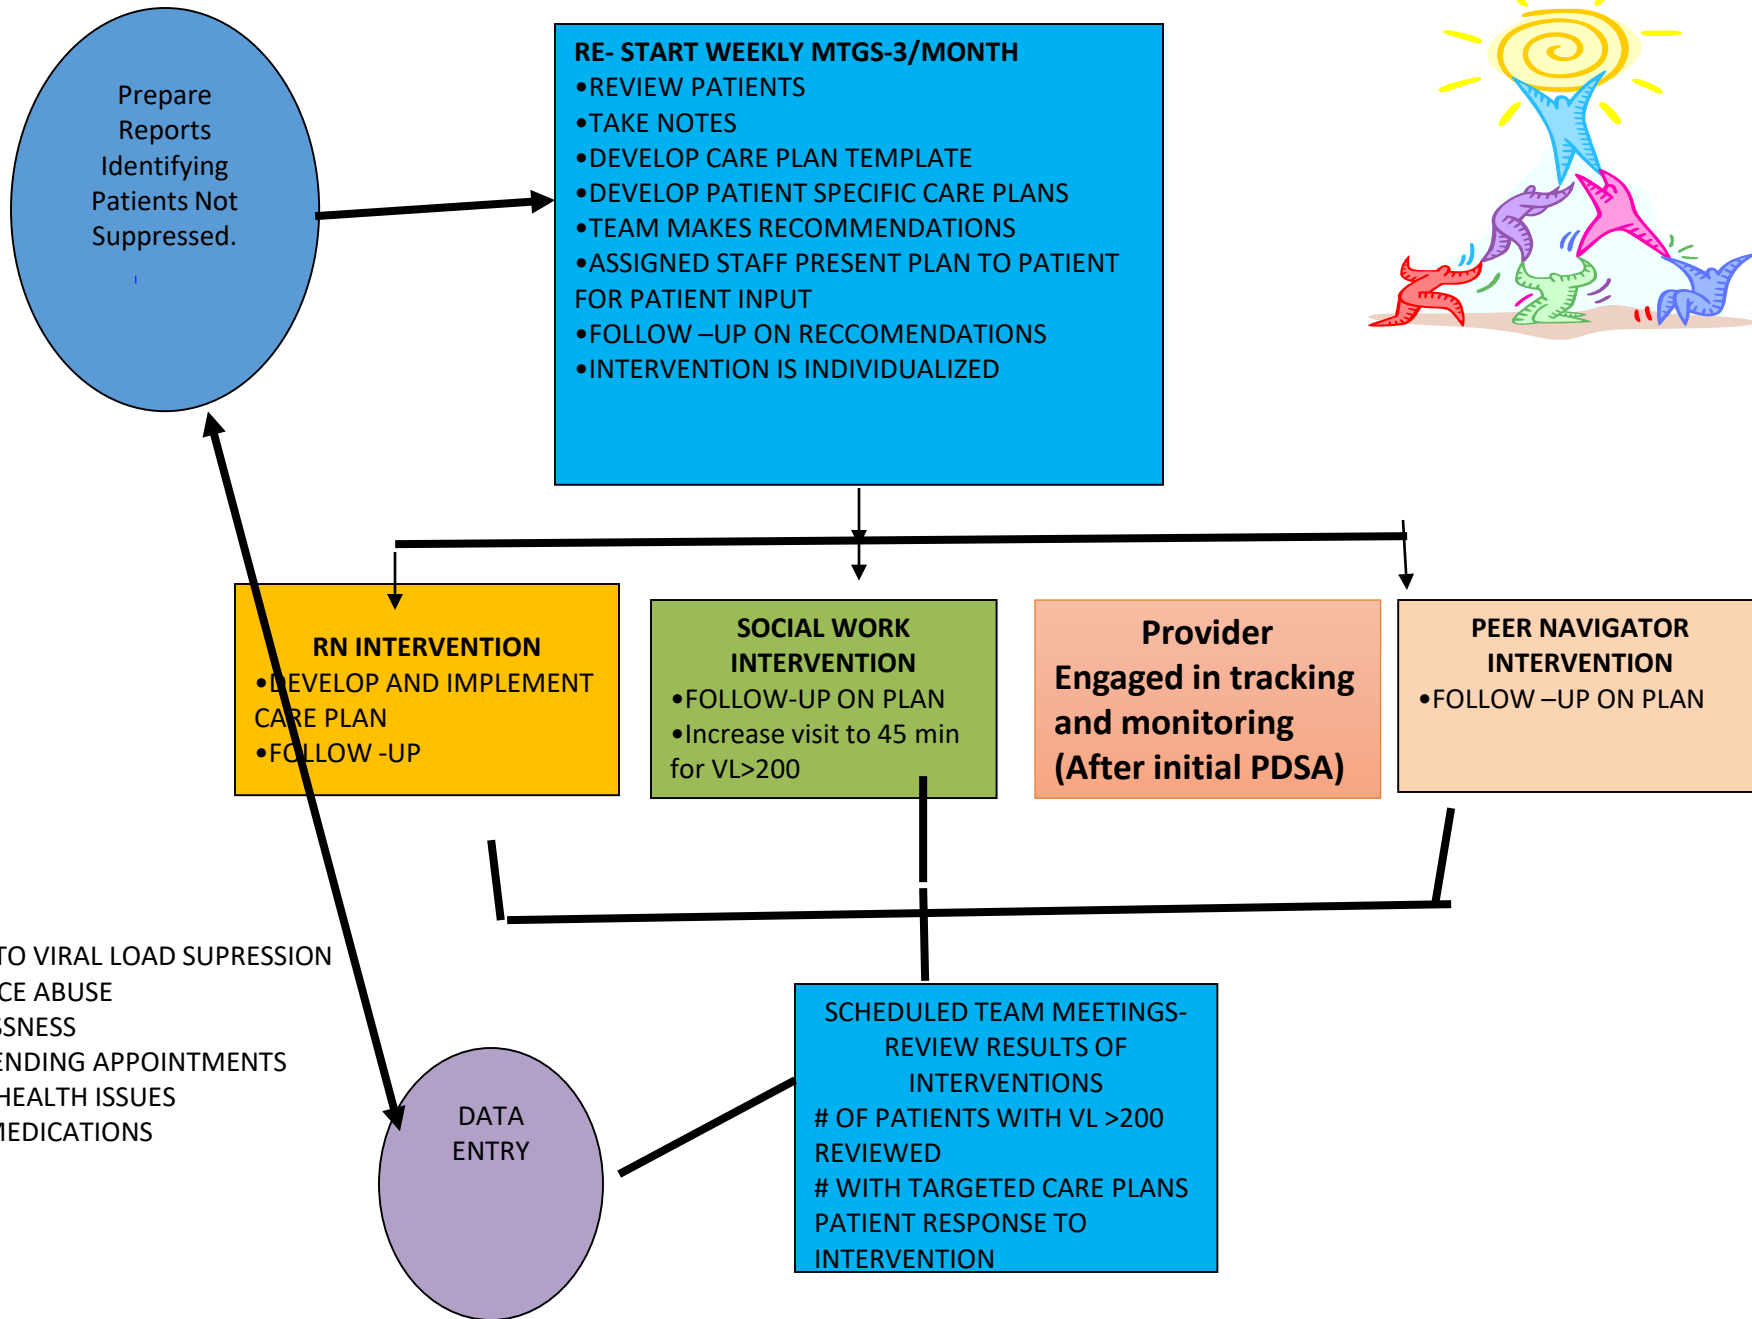 Prepare
Reports
Identifying
Patients Not
Suppressed.
RE- START WEEKLY MTGS-3/MONTH
•REVIEW PATIENTS
•TAKE NOTES
•DEVELOP CARE PLAN TEMPLATE
•DEVELOP PATIENT SPECIFIC CARE PLANS
•TEAM MAKES RECOMMENDATIONS
•ASSIGNED STAFF PRESENT PLAN TO PATIENT
FOR PATIENT INPUT
•FOLLOW –UP ON RECCOMENDATIONS
•INTERVENTION IS INDIVIDUALIZED
RN INTERVENTION
•DEVELOP AND IMPLEMENT
CARE PLAN
•FOLLOW -UP
SOCIAL WORK
INTERVENTION
•FOLLOW-UP ON PLAN
•Increase visit to 45 min
for VL>200
Provider
Engaged in tracking
and monitoring
(After initial PDSA)
PEER NAVIGATOR
INTERVENTION
•FOLLOW –UP ON PLAN
TO VIRAL LOAD SUPRESSION
CE ABUSE
SSNESS
ENDING APPOINTMENTS
HEALTH ISSUES
MEDICATIONS
DATA
ENTRY
SCHEDULED TEAM MEETINGS-
REVIEW RESULTS OF
INTERVENTIONS
# OF PATIENTS WITH VL >200
REVIEWED
# WITH TARGETED CARE PLANS
PATIENT RESPONSE TO
INTERVENTION